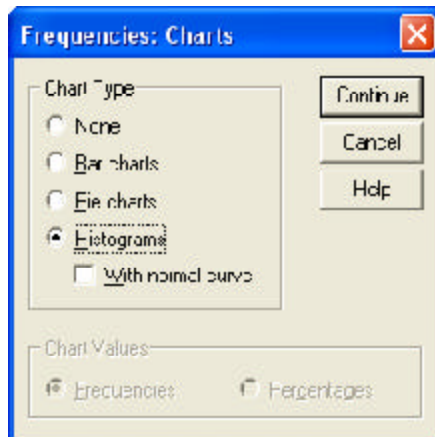 Frequencies: Charts
Chart Type
None
Bar charts
Pie charts
Histograms
With normal curve
Continue
Cancel
Help
Chart Values
Frequencies
Percentages